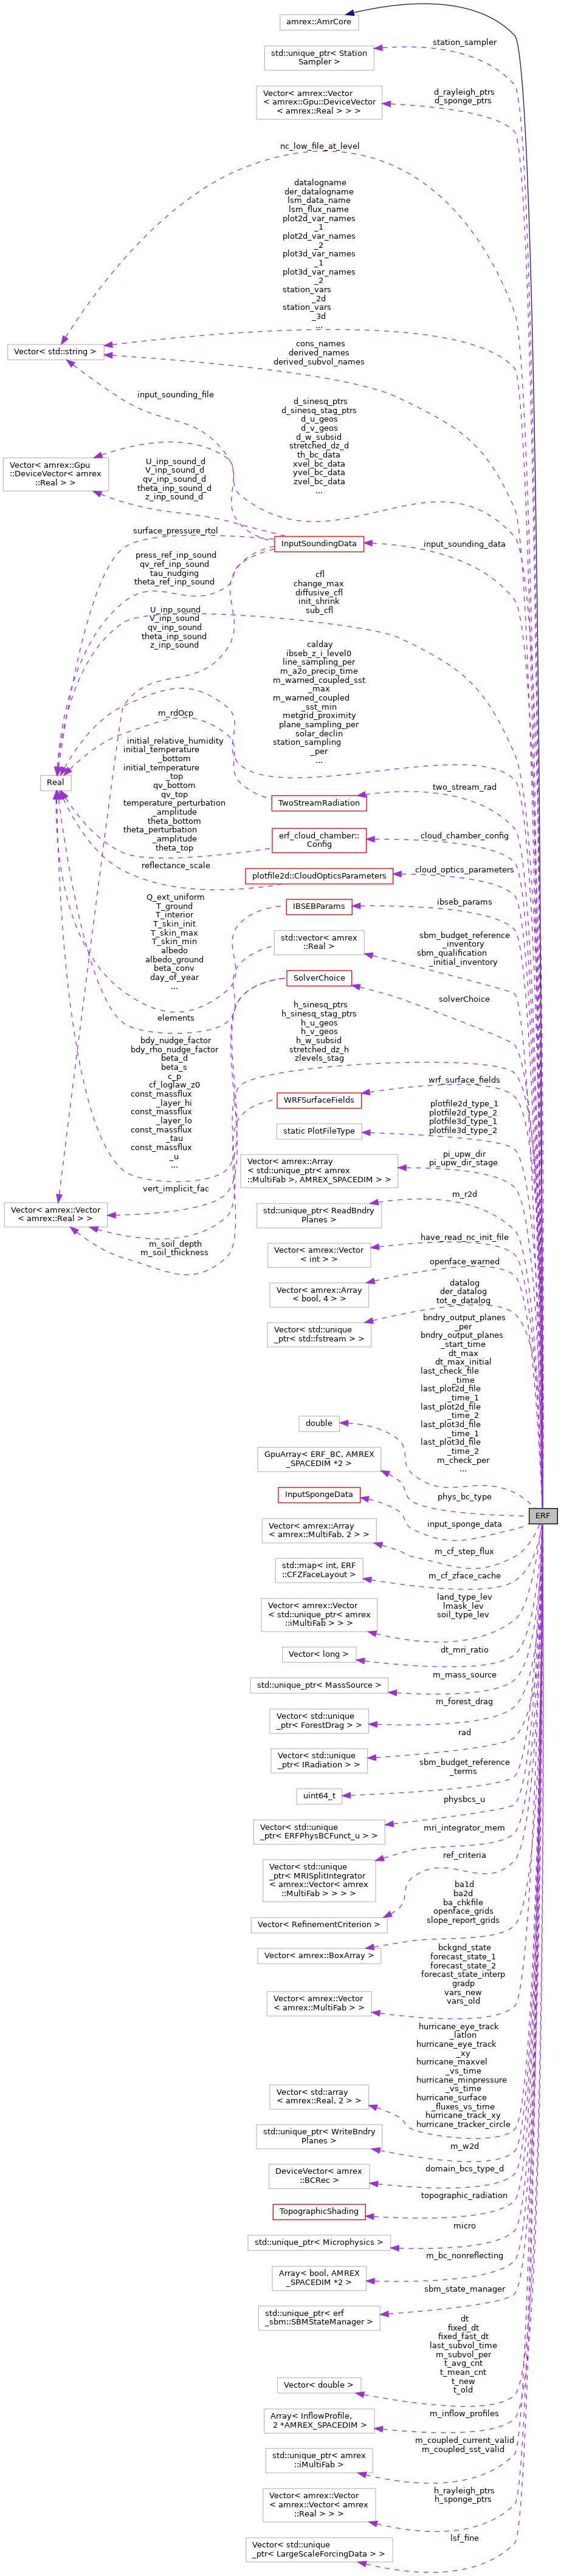 amrex::AmrCore
station_sampler
std::unique_ptr< Station
Sampler >
d_rayleigh_ptrs
d_sponge_ptrs
Vector< amrex::Vector
< amrex::Gpu::DeviceVector
< amrex::Real > > >
nc_low_file_at_level
datalogname
der_datalogname
lsm_data_name
lsm_flux_name
plot2d_var_names
_1
plot2d_var_names
_2
plot3d_var_names
_1
plot3d_var_names
_2
station_vars
_2d
station_vars
_3d
...
Vector< std::string >
cons_names
derived_names
derived_subvol_names
input_sounding_file
d_sinesq_ptrs
d_sinesq_stag_ptrs
d_u_geos
d_v_geos
d_w_subsid
stretched_dz_d
th_bc_data
xvel_bc_data
yvel_bc_data
zvel_bc_data
...
Vector< amrex::Gpu
::DeviceVector< amrex
::Real > >
U_inp_sound_d
V_inp_sound_d
qv_inp_sound_d
theta_inp_sound_d
z_inp_sound_d
surface_pressure_rtol
InputSoundingData
input_sounding_data
press_ref_inp_sound
qv_ref_inp_sound
tau_nudging
theta_ref_inp_sound
cfl
change_max
diffusive_cfl
init_shrink
sub_cfl
U_inp_sound
V_inp_sound
qv_inp_sound
theta_inp_sound
z_inp_sound
calday
ibseb_z_i_level0
line_sampling_per
m_a2o_precip_time
m_warned_coupled_sst
_max
m_warned_coupled
_sst_min
metgrid_proximity
plane_sampling_per
solar_declin
station_sampling
_per
...
m_rdOcp
Real
initial_relative_humidity
initial_temperature
_bottom
initial_temperature
_top
qv_bottom
qv_top
temperature_perturbation
_amplitude
theta_bottom
theta_perturbation
_amplitude
theta_top
two_stream_rad
TwoStreamRadiation
erf_cloud_chamber::
Config
cloud_chamber_config
reflectance_scale
plotfile2d::CloudOpticsParameters
cloud_optics_parameters
Q_ext_uniform
T_ground
T_interior
T_skin_init
T_skin_max
T_skin_min
albedo
albedo_ground
beta_conv
day_of_year
...
IBSEBParams
ibseb_params
std::vector< amrex
::Real >
sbm_budget_reference
_inventory
sbm_qualification
_initial_inventory
SolverChoice
solverChoice
elements
h_sinesq_ptrs
h_sinesq_stag_ptrs
h_u_geos
h_v_geos
h_w_subsid
stretched_dz_h
zlevels_stag
bdy_nudge_factor
bdy_rho_nudge_factor
beta_d
beta_s
c_p
cf_loglaw_z0
const_massflux
_layer_hi
const_massflux
_layer_lo
const_massflux
_tau
const_massflux
_u
...
WRFSurfaceFields
wrf_surface_fields
static PlotFileType
plotfile2d_type_1
plotfile2d_type_2
plotfile3d_type_1
plotfile3d_type_2
Vector< amrex::Array
< std::unique_ptr< amrex
::MultiFab >, AMREX_SPACEDIM > >
pi_upw_dir
pi_upw_dir_stage
vert_implicit_fac
Vector< amrex::Vector
< amrex::Real > >
m_soil_depth
m_soil_thickness
std::unique_ptr< ReadBndry
Planes >
m_r2d
Vector< amrex::Vector
< int > >
have_read_nc_init_file
Vector< amrex::Array
< bool, 4 > >
openface_warned
Vector< std::unique
_ptr< std::fstream > >
datalog
der_datalog
tot_e_datalog
bndry_output_planes
_per
bndry_output_planes
_start_time
dt_max
dt_max_initial
last_check_file
_time
last_plot2d_file
_time_1
last_plot2d_file
_time_2
last_plot3d_file
_time_1
last_plot3d_file
_time_2
m_check_per
...
double
GpuArray< ERF_BC, AMREX
_SPACEDIM *2 >
phys_bc_type
InputSpongeData
input_sponge_data
ERF
Vector< amrex::Array
< amrex::MultiFab, 2 > >
m_cf_step_flux
std::map< int, ERF
::CFZFaceLayout >
m_cf_zface_cache
Vector< amrex::Vector
< std::unique_ptr< amrex
::iMultiFab > > >
land_type_lev
lmask_lev
soil_type_lev
Vector< long >
dt_mri_ratio
std::unique_ptr< MassSource >
m_mass_source
Vector< std::unique
_ptr< ForestDrag > >
m_forest_drag
Vector< std::unique
_ptr< IRadiation > >
rad
uint64_t
sbm_budget_reference
_terms
Vector< std::unique
_ptr< ERFPhysBCFunct_u > >
physbcs_u
Vector< std::unique
_ptr< MRISplitIntegrator
< amrex::Vector< amrex
::MultiFab > > > >
mri_integrator_mem
Vector< RefinementCriterion >
ref_criteria
Vector< amrex::BoxArray >
ba1d
ba2d
ba_chkfile
openface_grids
slope_report_grids
Vector< amrex::Vector
< amrex::MultiFab > >
bckgnd_state
forecast_state_1
forecast_state_2
forecast_state_interp
gradp
vars_new
vars_old
Vector< std::array
< amrex::Real, 2 > >
hurricane_eye_track
_latlon
hurricane_eye_track
_xy
hurricane_maxvel
_vs_time
hurricane_minpressure
_vs_time
hurricane_surface
_fluxes_vs_time
hurricane_track_xy
hurricane_tracker_circle
std::unique_ptr< WriteBndry
Planes >
m_w2d
DeviceVector< amrex
::BCRec >
domain_bcs_type_d
TopographicShading
topographic_radiation
std::unique_ptr< Microphysics >
micro
Array< bool, AMREX
_SPACEDIM *2 >
m_bc_nonreflecting
std::unique_ptr< erf
_sbm::SBMStateManager >
sbm_state_manager
Vector< double >
dt
fixed_dt
fixed_fast_dt
last_subvol_time
m_subvol_per
t_avg_cnt
t_mean_cnt
t_new
t_old
Array< InflowProfile,
2 *AMREX_SPACEDIM >
m_inflow_profiles
std::unique_ptr< amrex
::iMultiFab >
m_coupled_current_valid
m_coupled_sst_valid
Vector< amrex::Vector
< amrex::Vector< amrex
::Real > > >
h_rayleigh_ptrs
h_sponge_ptrs
Vector< std::unique
_ptr< LargeScaleForcingData > >
lsf_fine